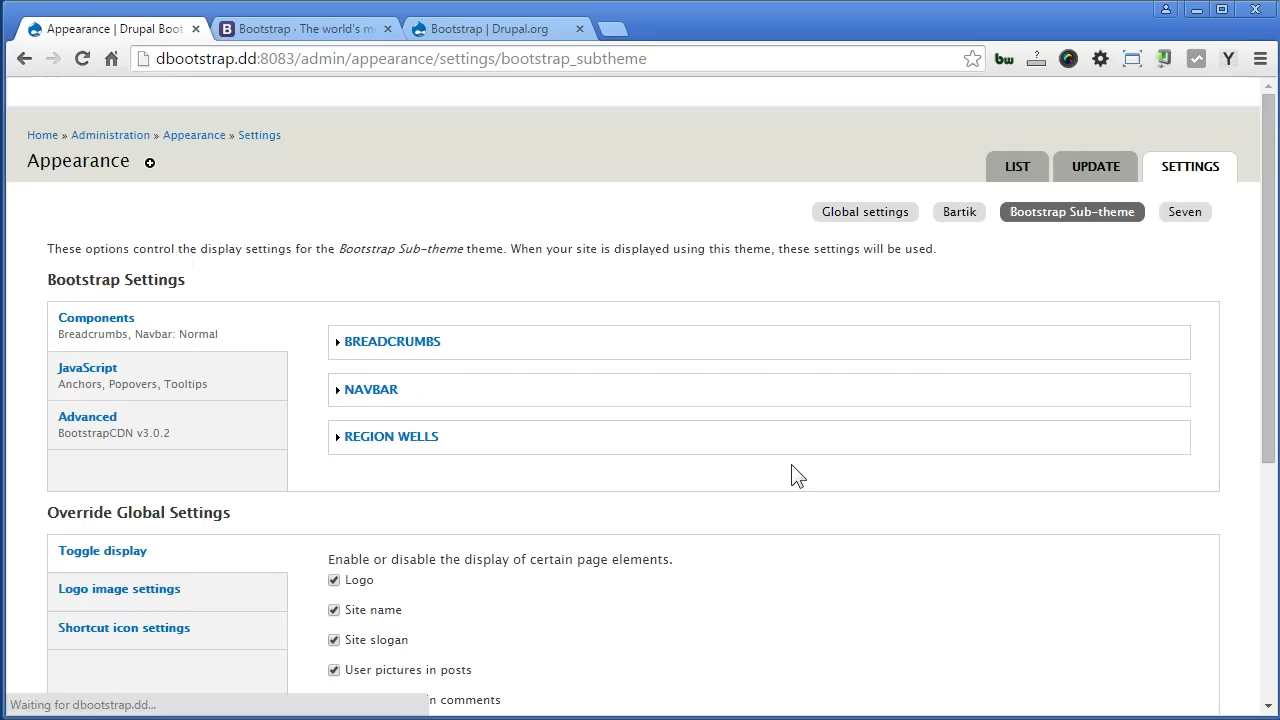 Appearance | Drupal Boot
Bootstrap · The world's m
Bootstrap | Drupal.org
dbootstrap.dd:8083/admin/appearance/settings/bootstrap_subtheme
bw
Home » Administration » Appearance » Settings
Appearance
LIST
UPDATE
SETTINGS
Global settings
Bartik
Bootstrap Sub-theme
Seven
These options control the display settings for the Bootstrap Sub-theme theme. When your site is displayed using this theme, these settings will be used.
Bootstrap Settings
Components
Breadcrumbs, Navbar: Normal
JavaScript
Anchors, Popovers, Tooltips
Advanced
BootstrapCDN v3.0.2
BREADCRUMBS
NAVBAR
REGION WELLS
Override Global Settings
Toggle display
Logo image settings
Shortcut icon settings
Enable or disable the display of certain page elements.
Logo
Site name
Site slogan
User pictures in posts
n comments
Waiting for dbootstrap.dd...